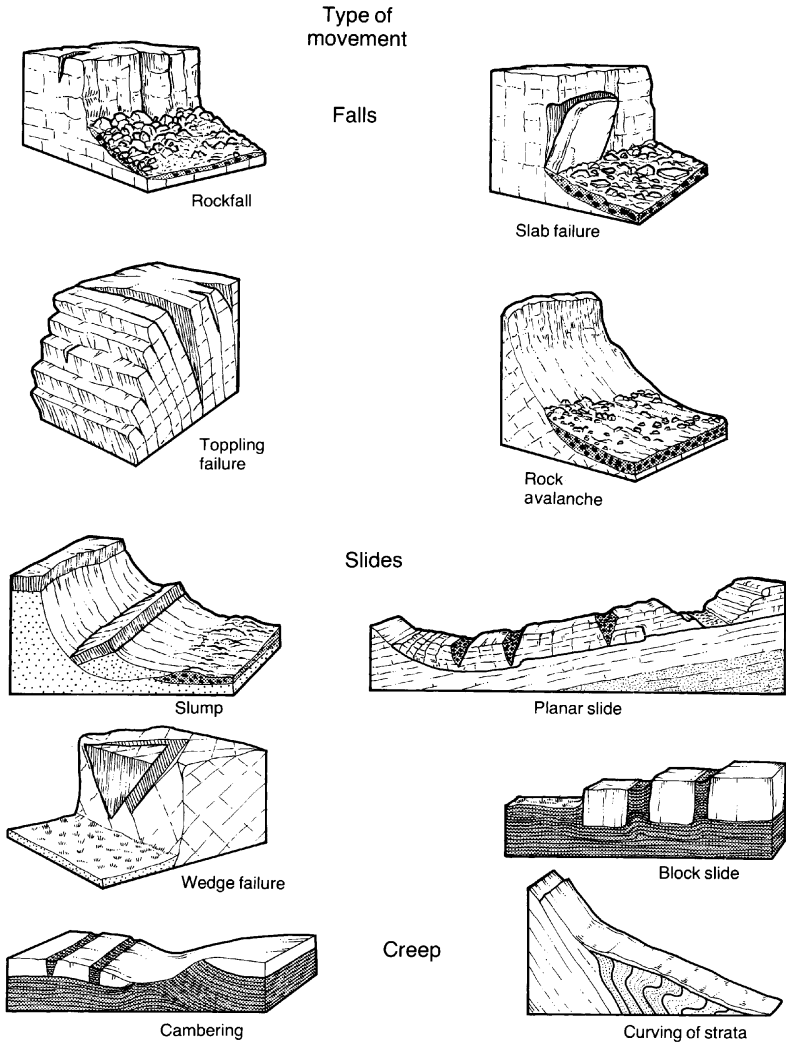 Type of
movement
Falls
Rockfall
Slab failure
Toppling
failure
Rock
avalanche
Slides
Slump
Planar slide
Wedge failure
Block slide
Creep
Cambering
Curving of strata